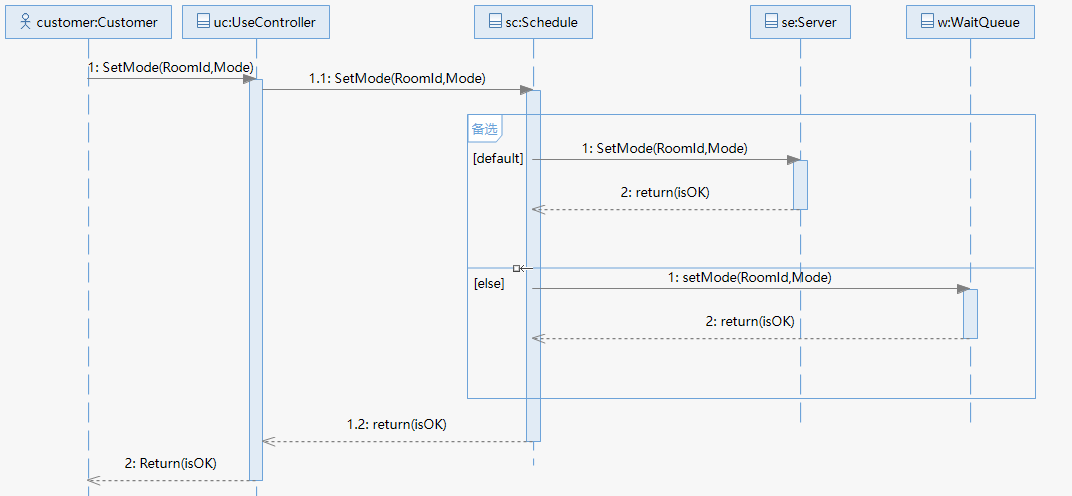 customer:Customer
uc:UseController
sc:Schedule
se:Server
w:WaitQueue
1: SetMode(RoomId,Mode)
1.1: SetMode(RoomId,Mode)
备选
[default]
1: SetMode(RoomId,Mode)
2: return(isOK)
[else]
1: setMode(RoomId,Mode)
2: return(isOK)
1.2: return(isOK)
2: Return(isOK)